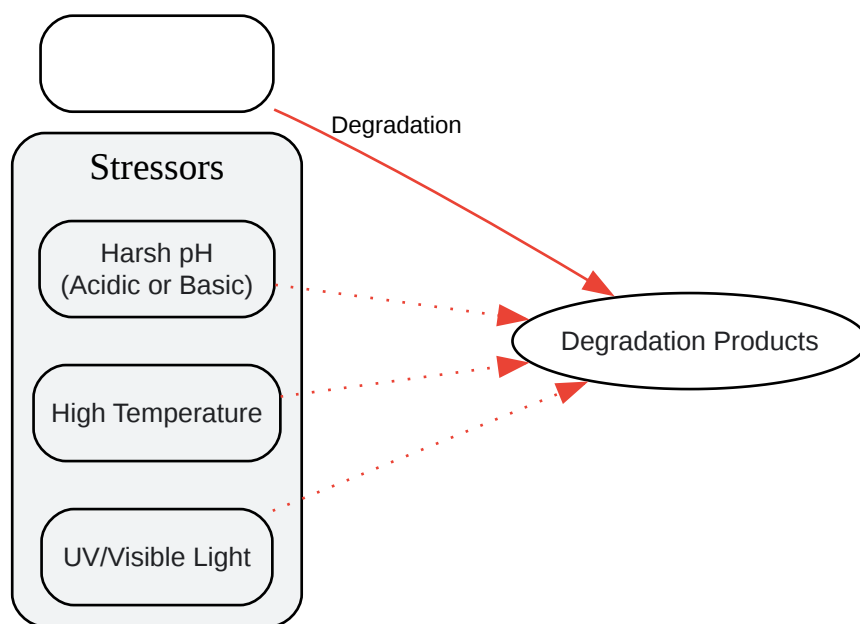 Degradation
Stressors
Harsh pH
(Acidic or Basic)
Degradation Products
High Temperature
UV/Visible Light